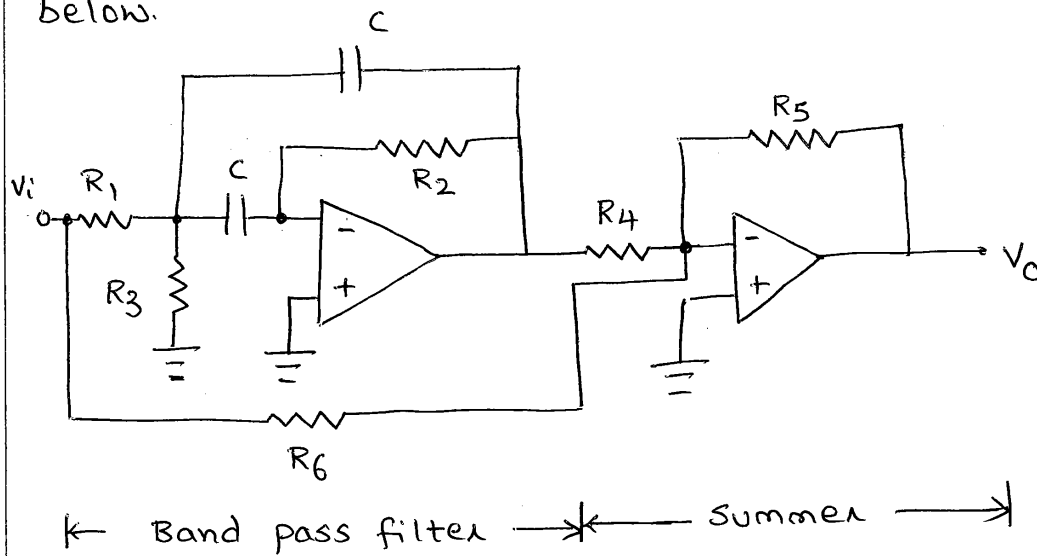 below.
C
R5
R2
C
Vi R1
R4
- -
Vo
R3
+ +
R6
Band pass filter summer